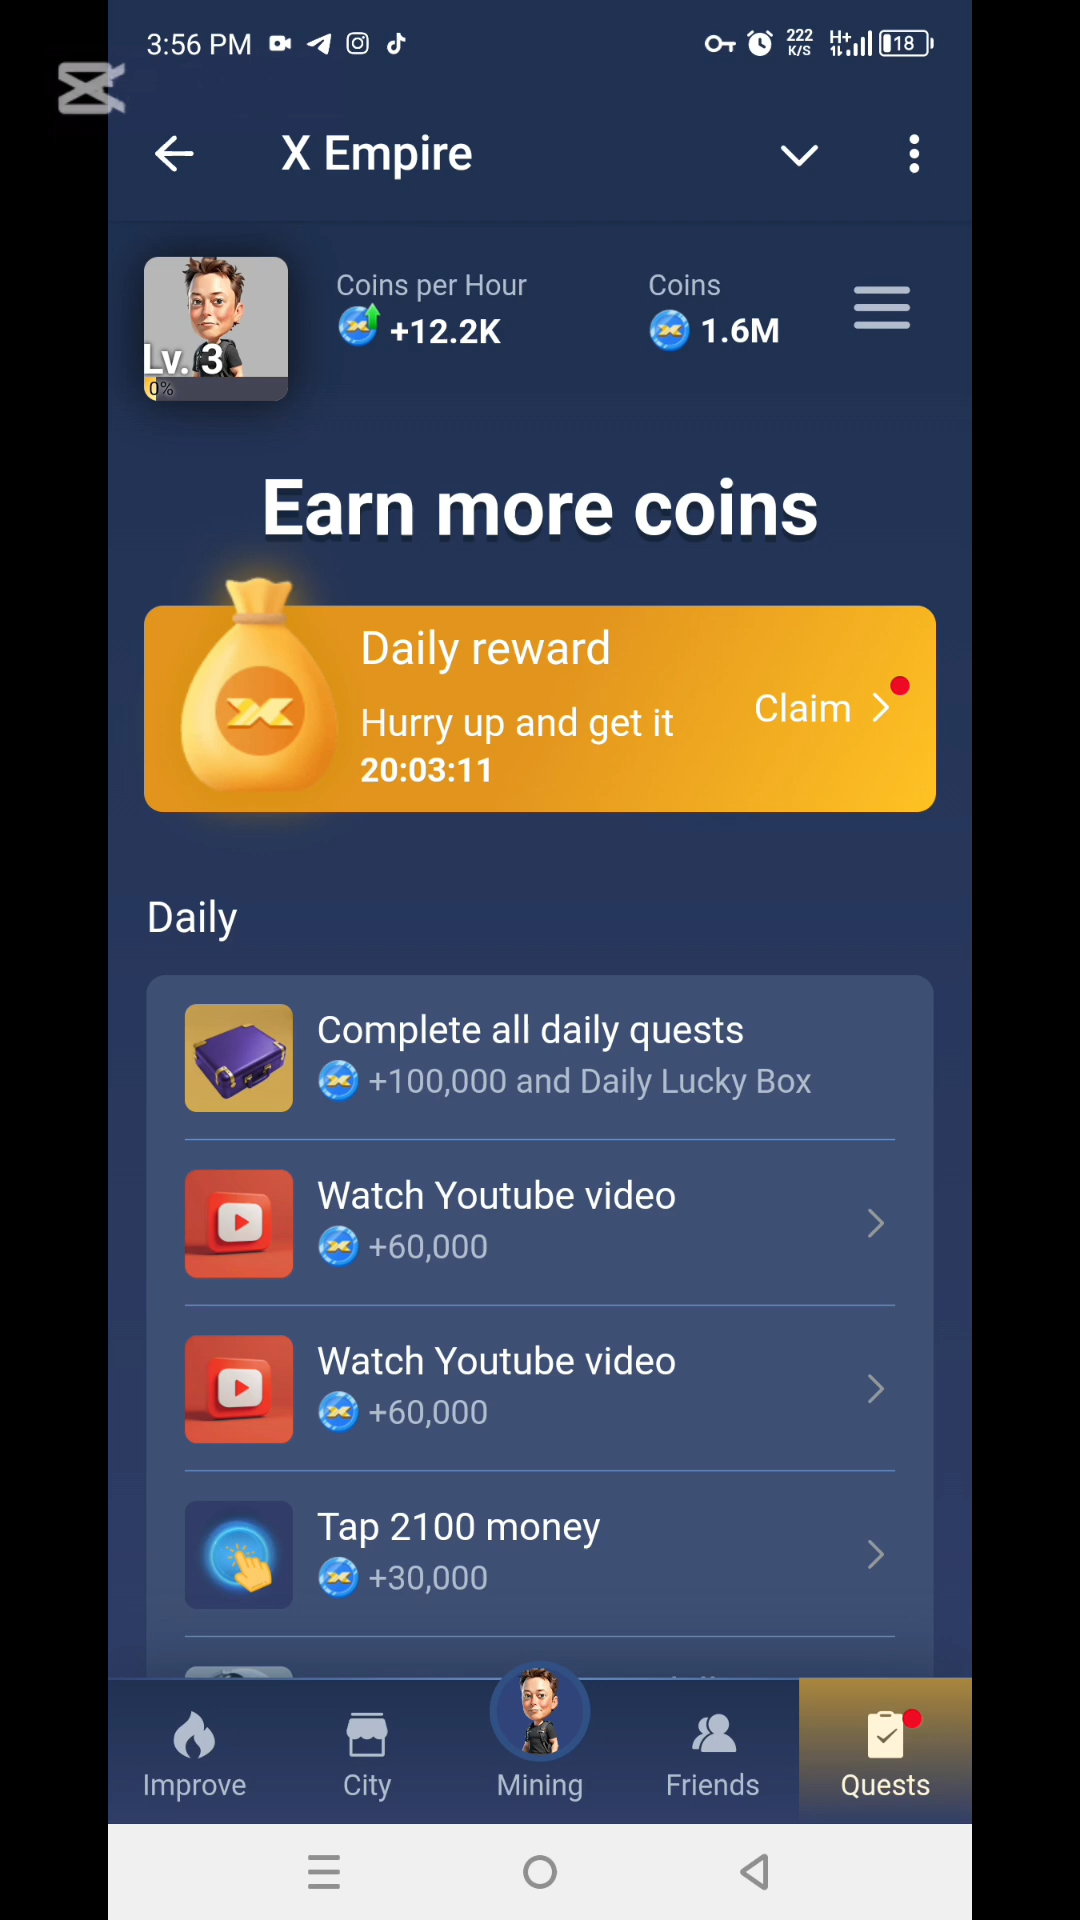 3:56 PM
222
K/S
H+
18
X Empire
Coins per Hour
+12.2K
Coins
1.6M
Lv. 3
0%
Earn more coins
Daily reward
Hurry up and get it
20:03:11
Claim
Daily
Complete all daily quests
+100,000 and Daily Lucky Box
Watch Youtube video
+60,000
Watch Youtube video
+60,000
Tap 2100 money
+30,000
Improve
City
Mining
Friends
Quests